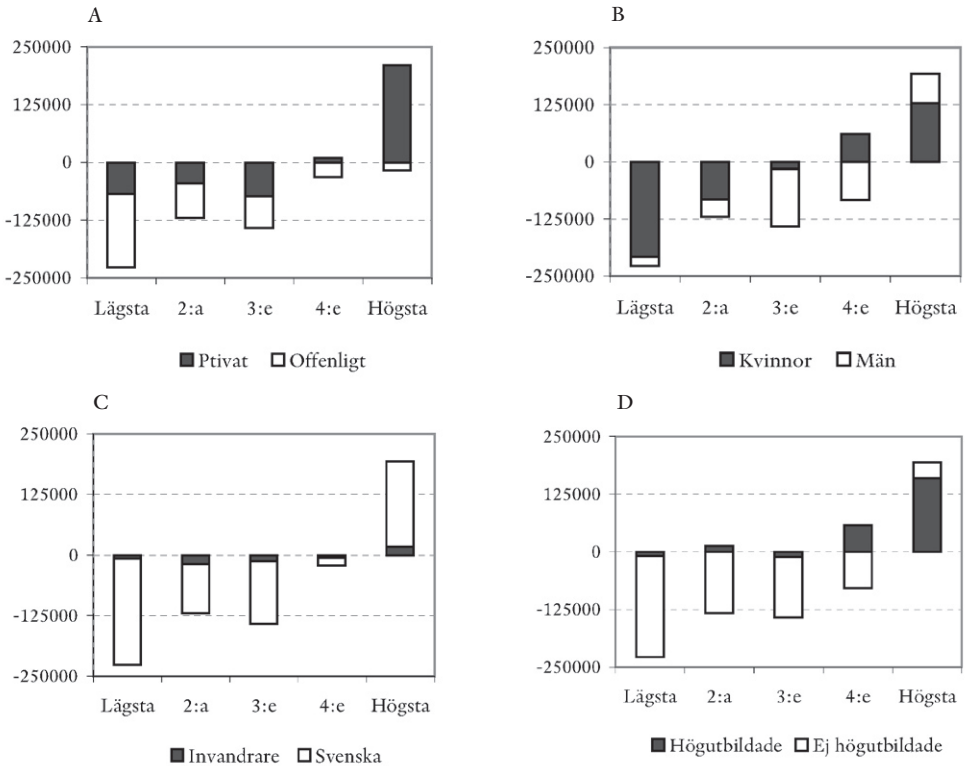 A
250000
125000
0
-125000
-250000
Lägsta 2:a 3:e 4:e Högsta
Ptivat Offenligt
B
250000
125000
0
-125000
-250000
Lägsta 2:a 3:e 4:e Högsta
Kvinnor Män
C
250000
125000
0
-125000
-250000
Lägsta 2:a 3:e 4:e Högsta
Invandrare Svenska
D
250000
125000
0
-125000
-250000
Lägsta 2:a 3:e 4:e Högsta
Högutbildade Ej högutbildade